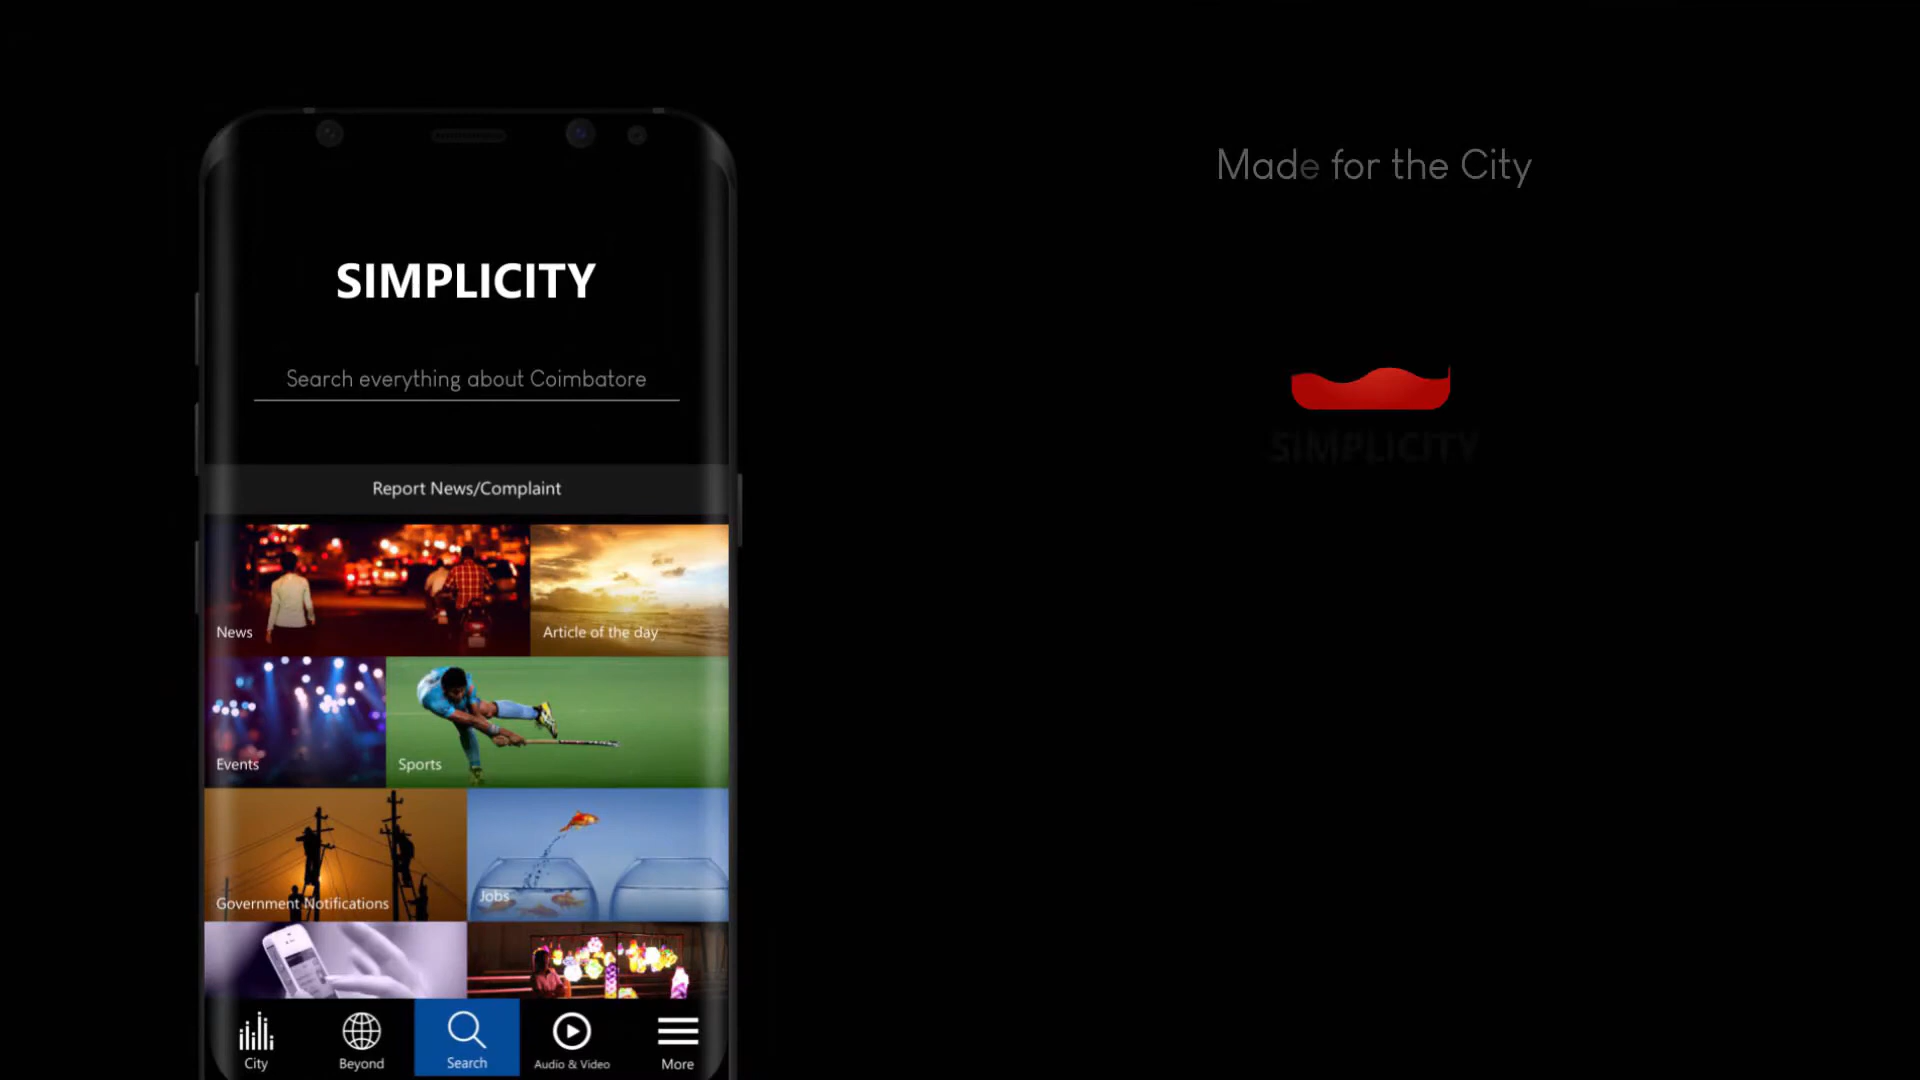 Made for the City
SIMPLICITY
Search everything about Coimbatore
SIMPLICITY
Report News/Complaint
News
Article of the day
Events
Sports
Government Notifications
Jobs
City
Beyond
Search
Audio & Video
More